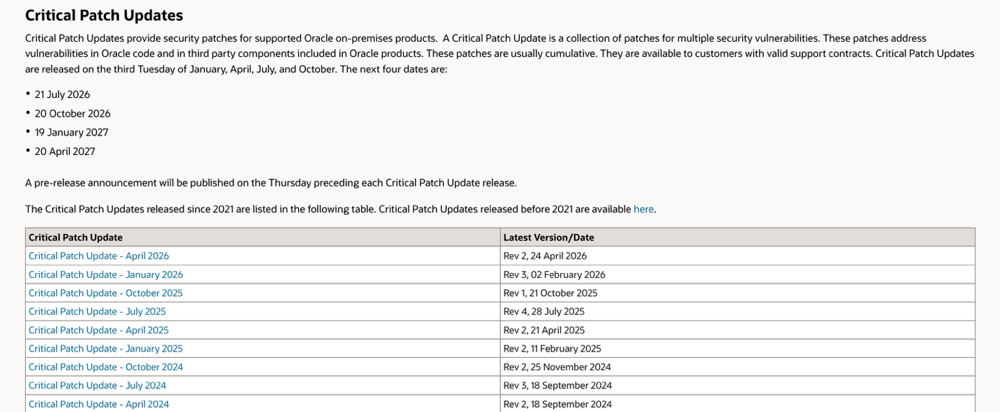 Critical Patch Updates
Critical Patch Updates provide security patches for supported Oracle on-premises products.  A Critical Patch Update is a collection of patches for multiple security vulnerabilities. These patches address
vulnerabilities in Oracle code and in third party components included in Oracle products. These patches are usually cumulative. They are available to customers with valid support contracts. Critical Patch Updates
are released on the third Tuesday of January, April, July, and October. The next four dates are:
• 21 July 2026
• 20 October 2026
• 19 January 2027
• 20 April 2027
A pre-release announcement will be published on the Thursday preceding each Critical Patch Update release.
The Critical Patch Updates released since 2021 are listed in the following table. Critical Patch Updates released before 2021 are available here.
Critical Patch Update Latest Version/Date
Critical Patch Update - April 2026 Rev 2, 24 April 2026
Critical Patch Update - January 2026 Rev 3, 02 February 2026
Critical Patch Update - October 2025 Rev 1, 21 October 2025
Critical Patch Update - July 2025 Rev 4, 28 July 2025
Critical Patch Update - April 2025 Rev 2, 21 April 2025
Critical Patch Update - January 2025 Rev 2, 11 February 2025
Critical Patch Update - October 2024 Rev 2, 25 November 2024
Critical Patch Update - July 2024 Rev 3, 18 September 2024
Critical Patch Update - April 2024 Rev 2, 18 September 2024